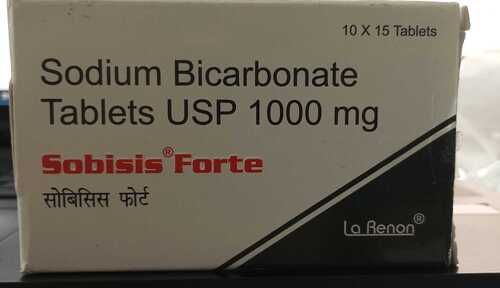 10 X 15 Tablets
Sodium Bicarbonate
Tablets USP 1000 mg
Sobisis® Forte
सोबिसिस फोर्ट
La Renon®